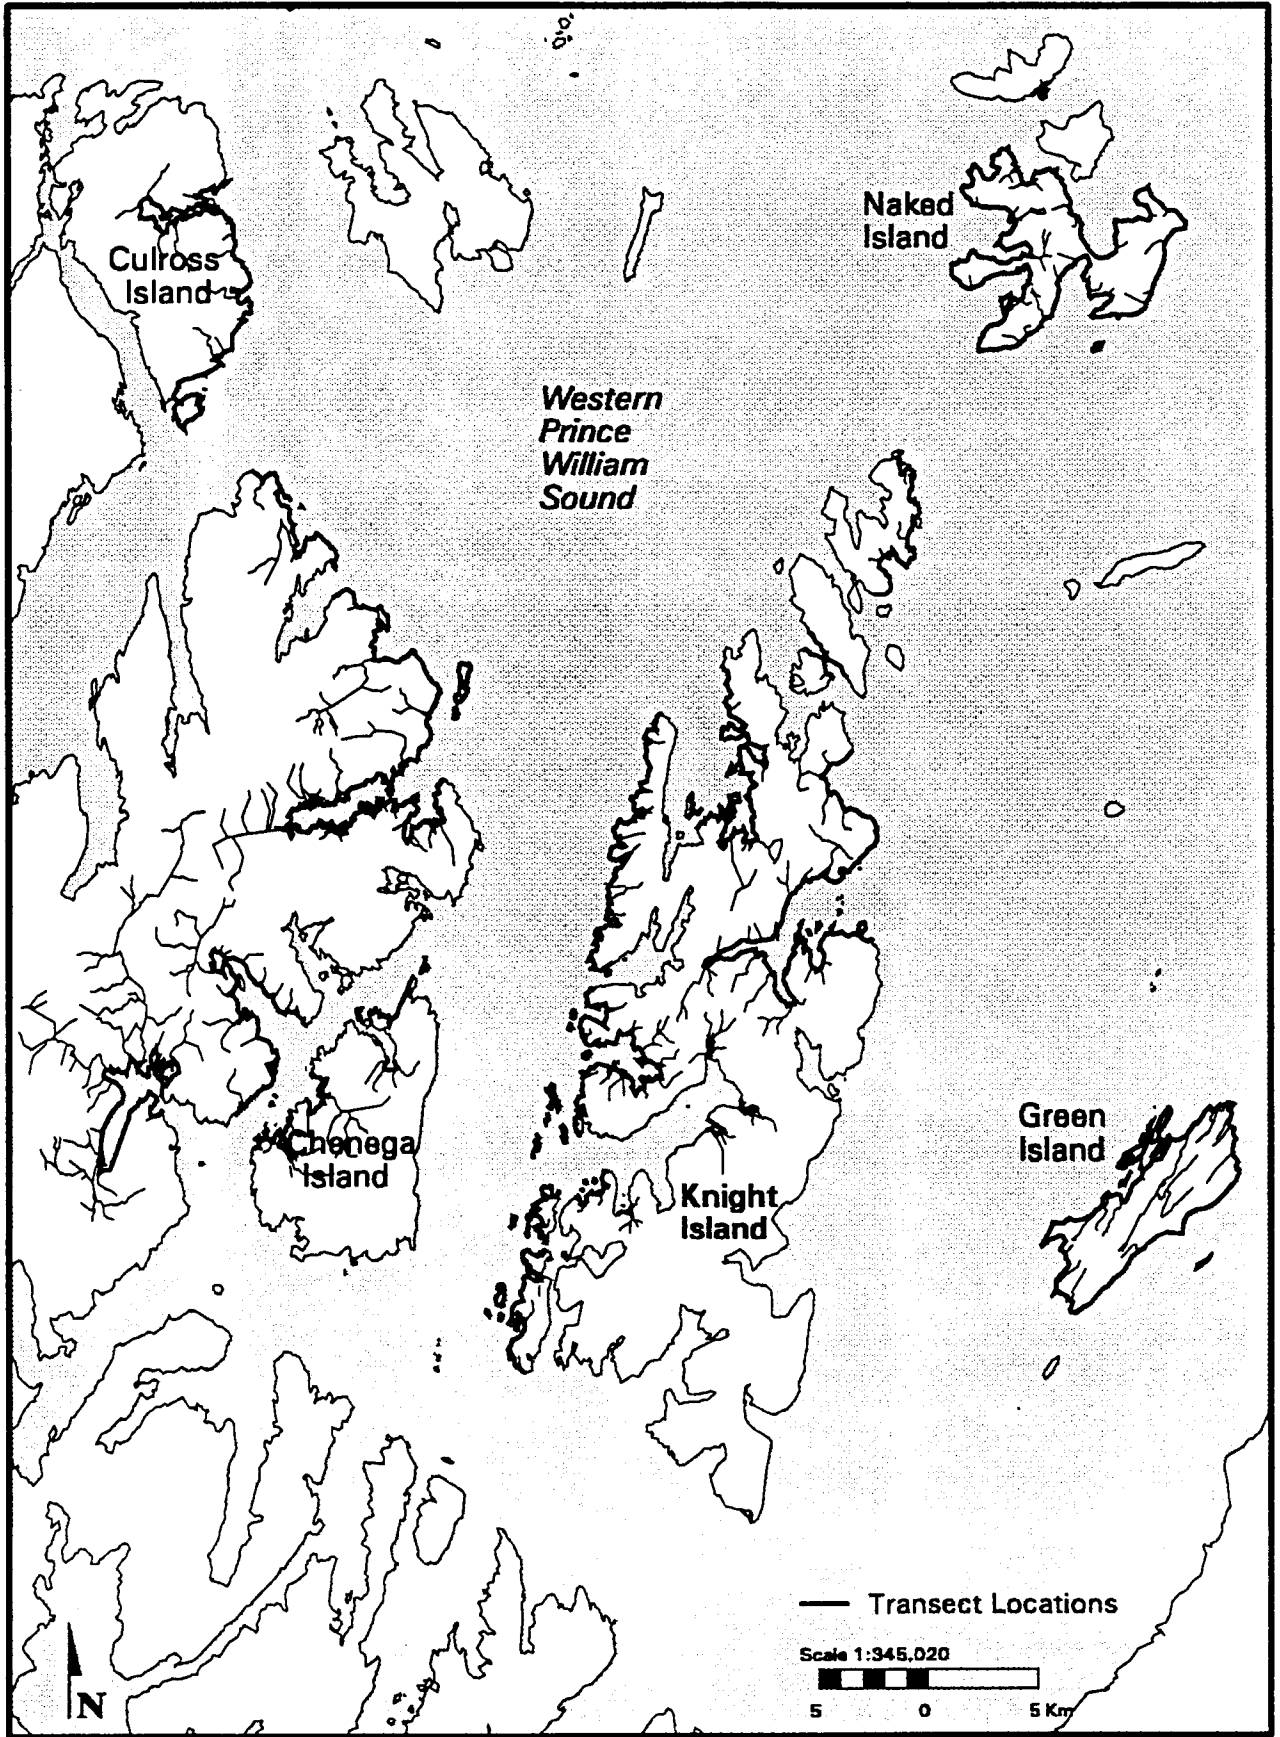 Naked
Island
Culross
Island
Western
Prince
William
Sound
Green
Island
Chenega
Island
Knight
Island
Transect Locations
Scale 1:345,020
5 0 5 Km
N